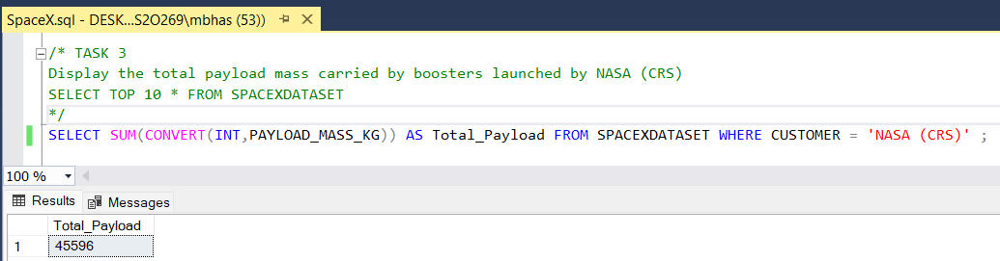 SpaceX.sql - DESK...S2O269\mbhas (53))
/* TASK 3
Display the total payload mass carried by boosters launched by NASA (CRS)
SELECT TOP 10 * FROM SPACEXDATASET
*/
SELECT SUM(CONVERT(INT,PAYLOAD_MASS_KG)) AS Total_Payload FROM SPACEXDATASET WHERE CUSTOMER = 'NASA (CRS)' ;
100 %
Results Messages
Total_Payload
1 45596